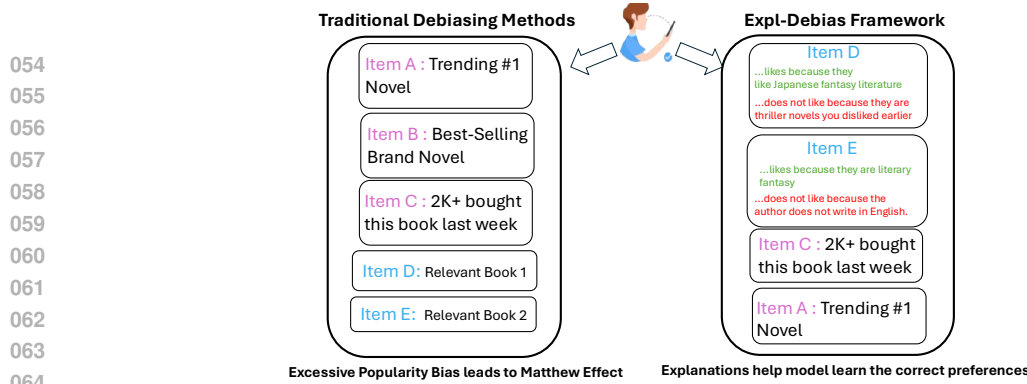 Traditional Debiasing Methods
Item A : Trending #1
Novel
Item B : Best-Selling
Brand Novel
Item C : 2K+ bought
this book last week
Item D: Relevant Book 1
Item E: Relevant Book 2
Excessive Popularity Bias leads to Matthew Effect
Expl-Debias Framework
Item D
...likes because they
like Japanese fantasy literature
...does not like because they are
thriller novels you disliked earlier
Item E
...likes because they are literary
fantasy
...does not like because the
author does not write in English.
Item C : 2K+ bought
this book last week
Item A : Trending #1
Novel
Explanations help model learn the correct preferences
054
055
056
057
058
059
060
061
062
063
064